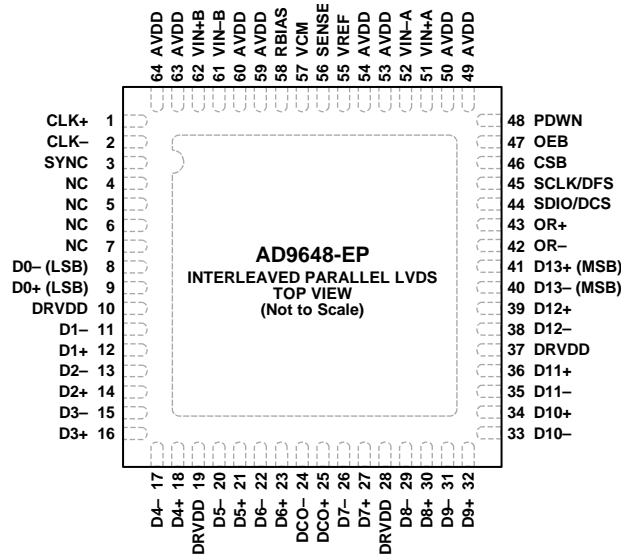 64 AVDD
63 AVDD
62 VIN+B
61 VIN–B
60 AVDD
59 AVDD
58 RBIAS
57 VCM
56 SENSE
55 VREF
54 AVDD
53 AVDD
52 VIN–A
51 VIN+A
50 AVDD
49 AVDD
CLK+ 1
CLK– 2
SYNC 3
NC 4
NC 5
NC 6
NC 7
D0– (LSB) 8
D0+ (LSB) 9
DRVDD 10
D1– 11
D1+ 12
D2– 13
D2+ 14
D3– 15
D3+ 16
AD9648-EP
INTERLEAVED PARALLEL LVDS
TOP VIEW
(Not to Scale)
48 PDWN
47 OEB
46 CSB
45 SCLK/DFS
44 SDIO/DCS
43 OR+
42 OR–
41 D13+ (MSB)
40 D13– (MSB)
39 D12+
38 D12–
37 DRVDD
36 D11+
35 D11–
34 D10+
33 D10–
D4– 17
D4+ 18
DRVDD 19
D5– 20
D5+ 21
D6– 22
D6+ 23
DCO– 24
DCO+ 25
D7– 26
D7+ 27
DRVDD 28
D8– 29
D8+ 30
D9– 31
D9+ 32